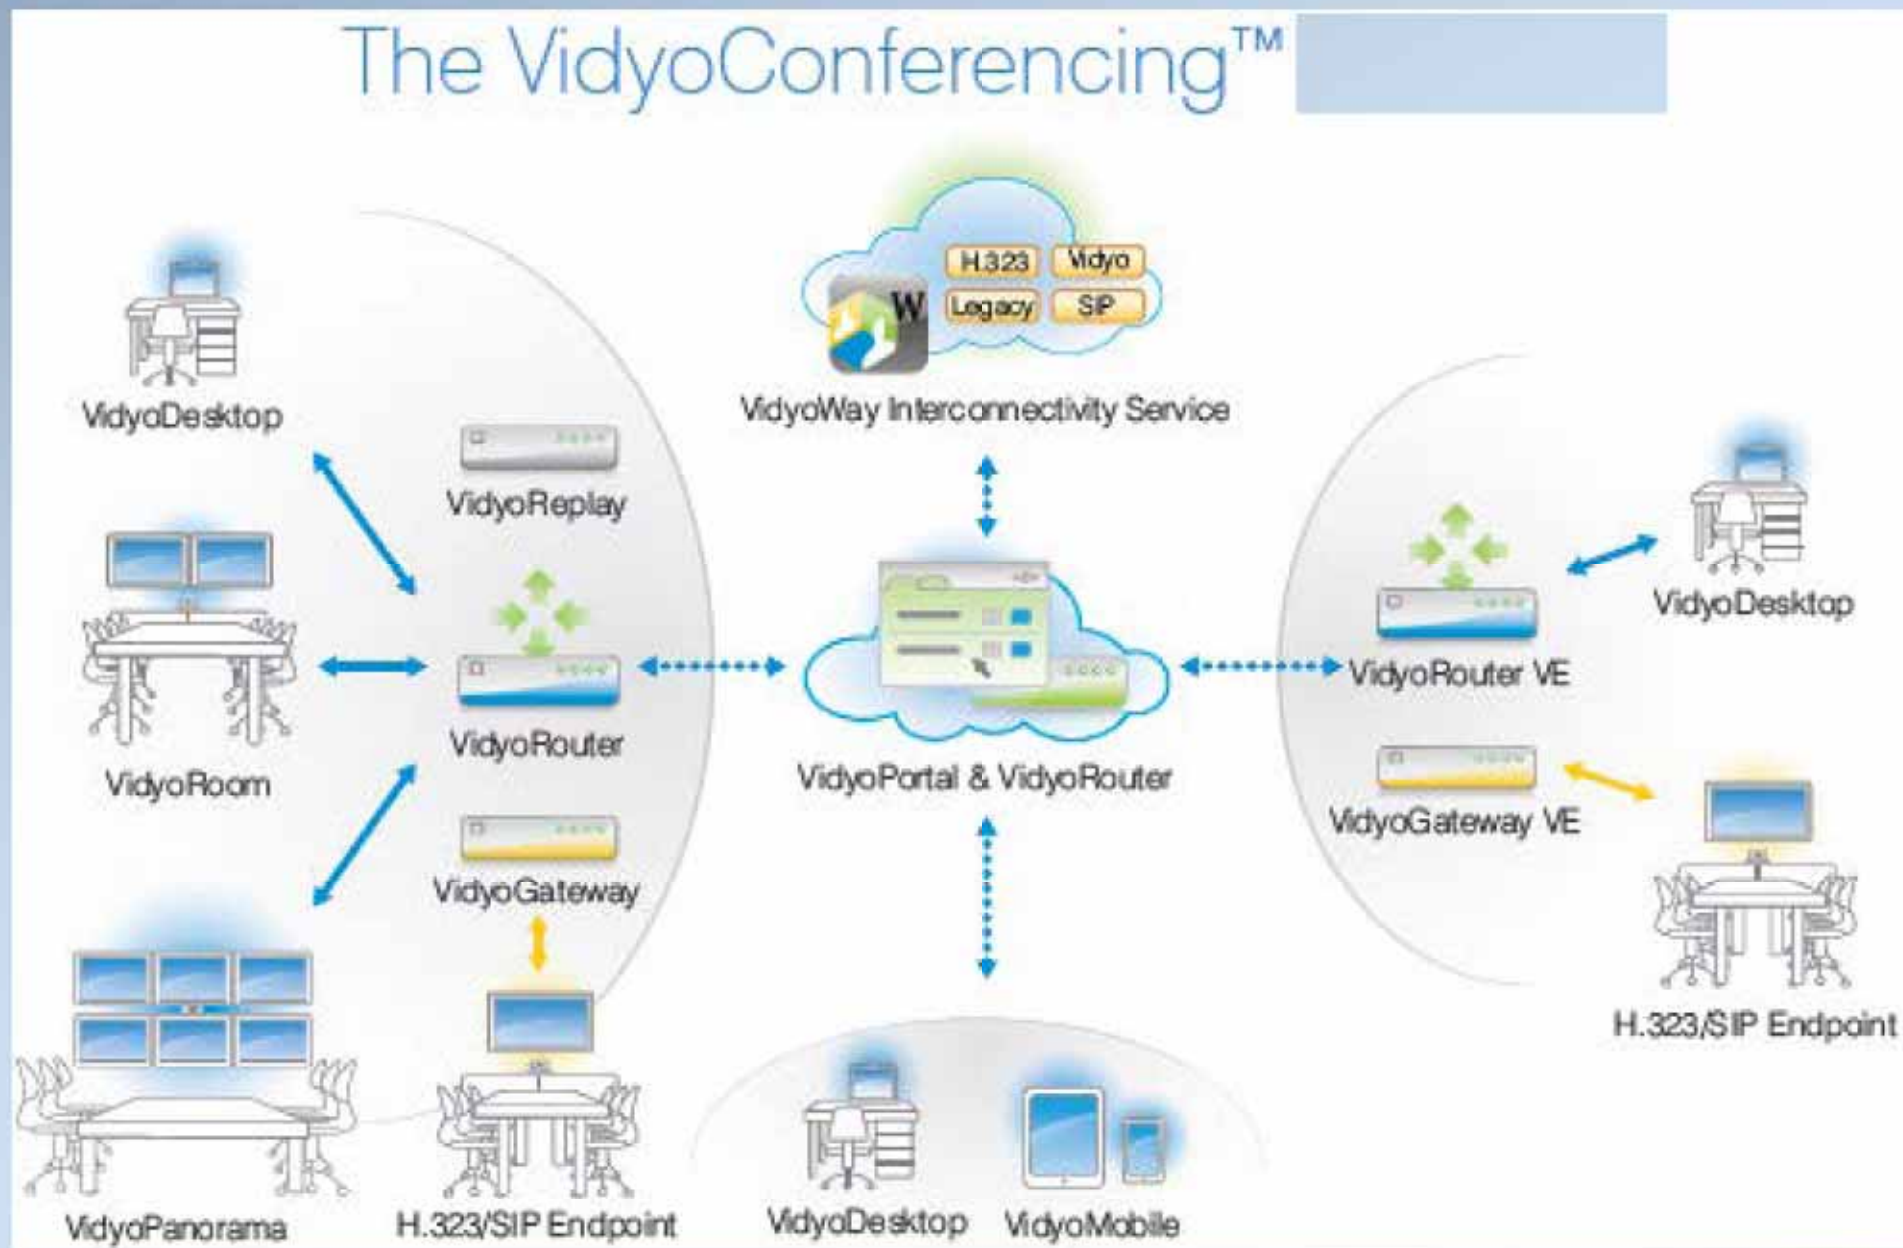 The VidyoConferencing™
H.323
Vidyo
Legacy
SIP
W
VidyoWay Interconnectivity Service
VidyoDesktop
VidyoReplay
VidyoRoom
VidyoRouter
VidyoGateway
VidyoPanorama
H.323/SIP Endpoint
VidyoPortal & VidyoRouter
VidyoDesktop
VidyoMobile
VidyoRouter VE
VidyoDesktop
VidyoGateway VE
H.323/SIP Endpoint